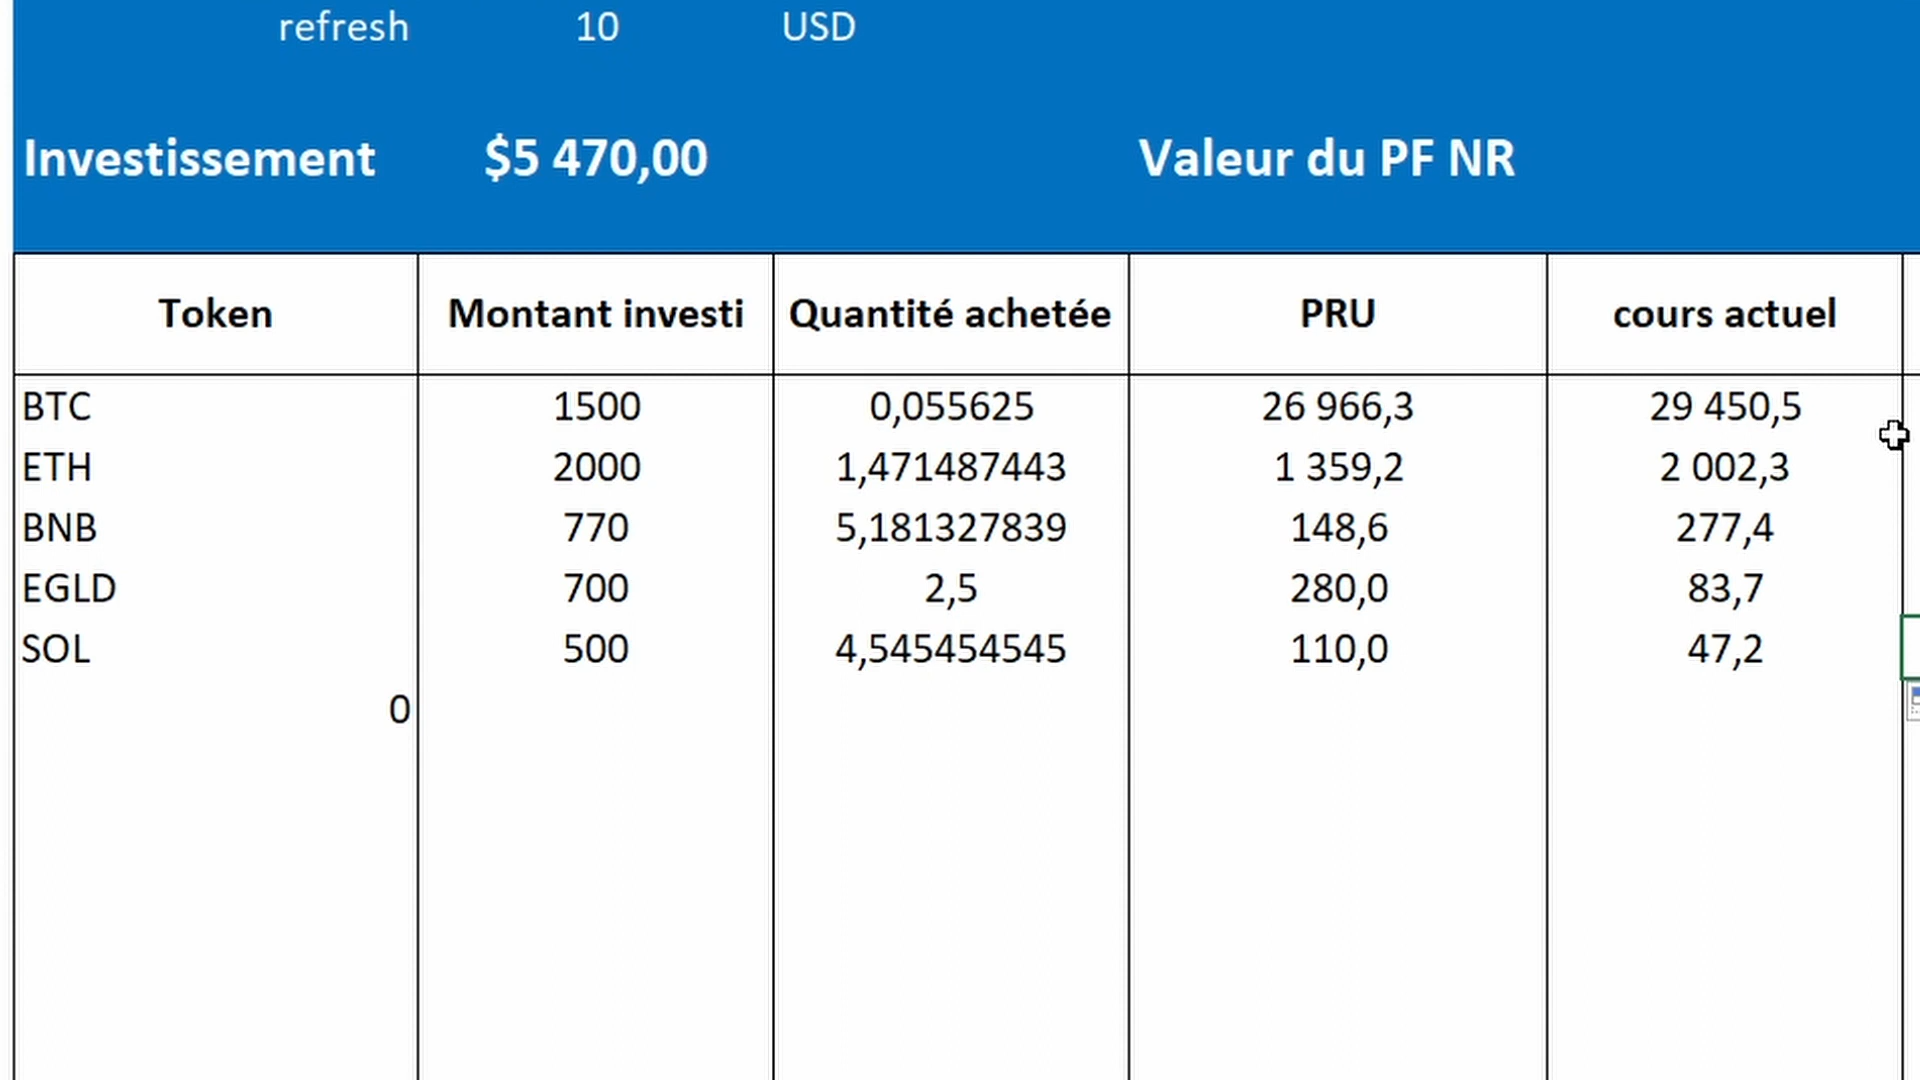 refresh 10 USD
Investissement $5 470,00 Valeur du PF NR
Token Montant investi Quantité achetée PRU cours actuel
BTC 1500 0,055625 26 966,3 29 450,5
ETH 2000 1,471487443 1 359,2 2 002,3
BNB 770 5,181327839 148,6 277,4
EGLD 700 2,5 280,0 83,7
SOL 500 4,545454545 110,0 47,2
0